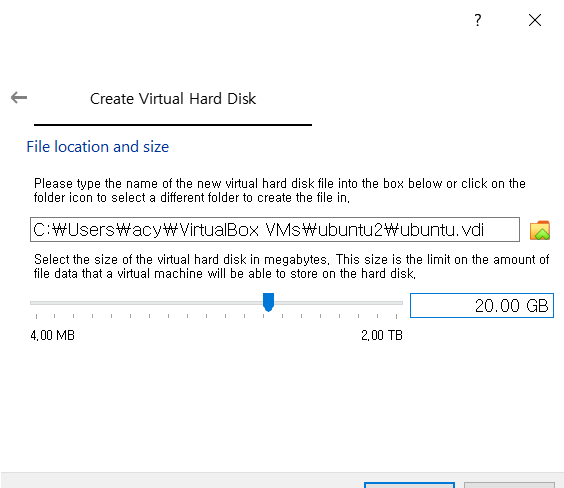 ?
Create Virtual Hard Disk
File location and size
Please type the name of the new virtual hard disk file into the box below or click on the
folder icon to select a different folder to create the file in.
C:₩Users₩acy₩VirtualBox VMs₩ubuntu2₩ubuntu.vdi
Select the size of the virtual hard disk in megabytes. This size is the limit on the amount of
file data that a virtual machine will be able to store on the hard disk.
20.00 GB
4.00 MB 2.00 TB